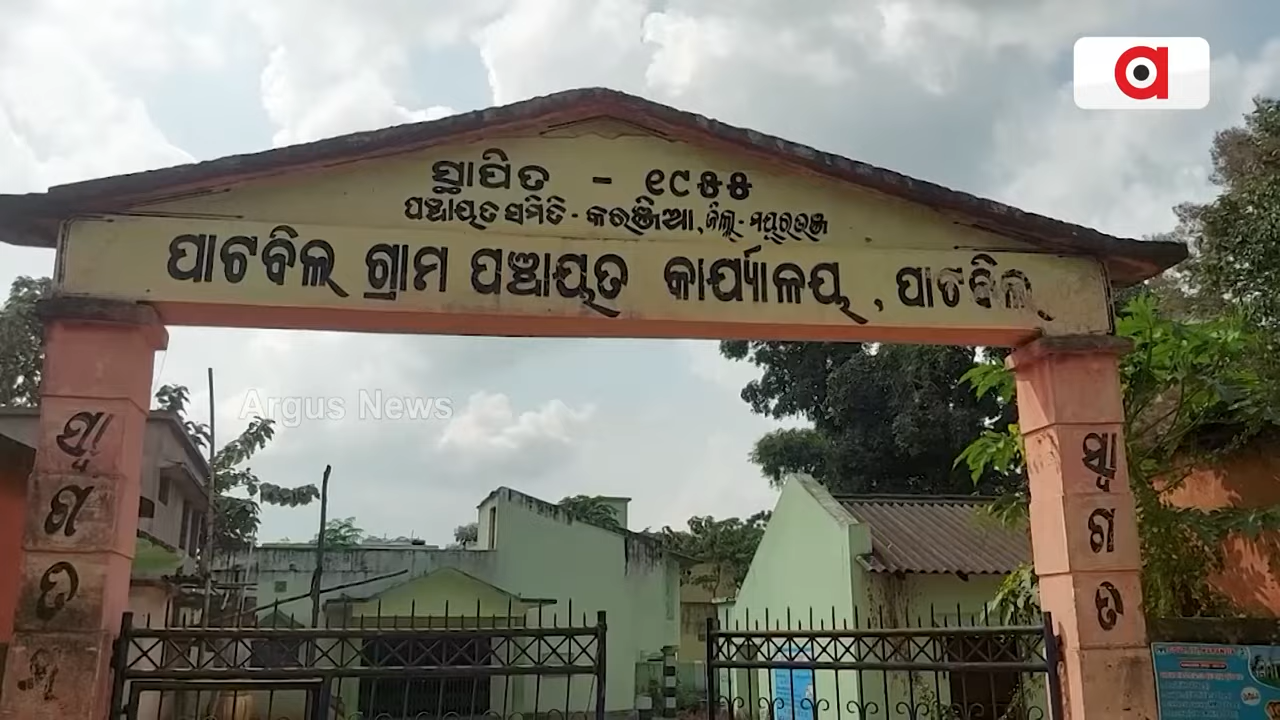 ସ୍ଥାପିତ - ୧୯୫୫
ପଞ୍ଚାୟତ ସମିତି - କରଞ୍ଜିଆ, ଜିଲ୍ଲା - ମୟୂରଭଞ୍ଜ
ପାଟବିଲ୍ ଗ୍ରାମ ପଞ୍ଚାୟତ କାର୍ଯ୍ୟାଳୟ, ପାଟବିଲ୍
Argus News
ସ୍ୱା
ଗ
ତ
ମ୍
ସ୍ୱା
ଗ
ତ